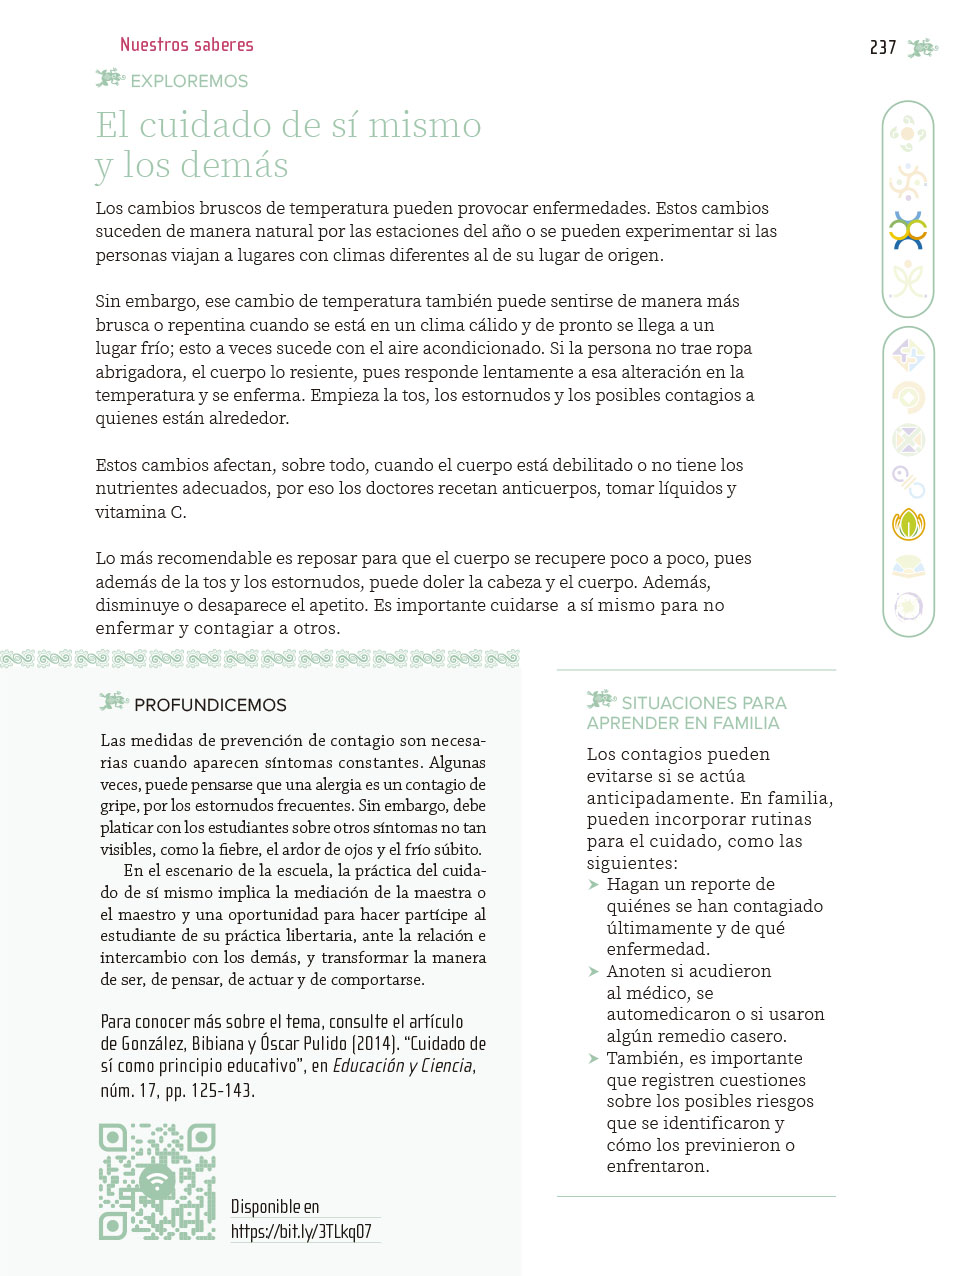 Nuestros saberes
237
EXPLOREMOS
El cuidado de sí mismo
y los demás
Los cambios bruscos de temperatura pueden provocar enfermedades. Estos cambios
suceden de manera natural por las estaciones del año o se pueden experimentar si las
personas viajan a lugares con climas diferentes al de su lugar de origen.
Sin embargo, ese cambio de temperatura también puede sentirse de manera más
brusca o repentina cuando se está en un clima cálido y de pronto se llega a un
lugar frío; esto a veces sucede con el aire acondicionado. Si la persona no trae ropa
abrigadora, el cuerpo lo resiente, pues responde lentamente a esa alteración en la
temperatura y se enferma. Empieza la tos, los estornudos y los posibles contagios a
quienes están alrededor.
Estos cambios afectan, sobre todo, cuando el cuerpo está debilitado o no tiene los
nutrientes adecuados, por eso los doctores recetan anticuerpos, tomar líquidos y
vitamina C.
Lo más recomendable es reposar para que el cuerpo se recupere poco a poco, pues
además de la tos y los estornudos, puede doler la cabeza y el cuerpo. Además,
disminuye o desaparece el apetito. Es importante cuidarse  a sí mismo para no
enfermar y contagiar a otros.
PROFUNDICEMOS
Las medidas de prevención de contagio son necesa-
rias cuando aparecen síntomas constantes. Algunas
veces, puede pensarse que una alergia es un contagio de
gripe, por los estornudos frecuentes. Sin embargo, debe
platicar con los estudiantes sobre otros síntomas no tan
visibles, como la fiebre, el ardor de ojos y el frío súbito.
En el escenario de la escuela, la práctica del cuida-
do de sí mismo implica la mediación de la maestra o
el maestro y una oportunidad para hacer partícipe al
estudiante de su práctica libertaria, ante la relación e
intercambio con los demás, y transformar la manera
de ser, de pensar, de actuar y de comportarse.
Para conocer más sobre el tema, consulte el artículo
de González, Bibiana y Óscar Pulido (2014). “Cuidado de
sí como principio educativo”, en Educación y Ciencia,
núm. 17, pp. 125-143.
Disponible en
https://bit.ly/3TLkq07
SITUACIONES PARA
APRENDER EN FAMILIA
Los contagios pueden
evitarse si se actúa
anticipadamente. En familia,
pueden incorporar rutinas
para el cuidado, como las
siguientes:
➤ Hagan un reporte de
quiénes se han contagiado
últimamente y de qué
enfermedad.
➤ Anoten si acudieron
al médico, se
automedicaron o si usaron
algún remedio casero.
➤ También, es importante
que registren cuestiones
sobre los posibles riesgos
que se identificaron y
cómo los previnieron o
enfrentaron.